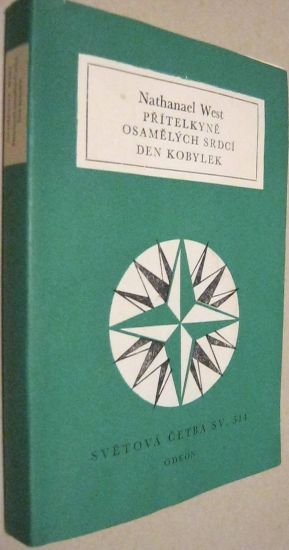 Nathanael West
PŘÍTELKYNĚ
OSAMĚLÝCH SRDCÍ
DEN KOBYLEK
SVĚTOVÁ ČETBA SV. 514
ODEON